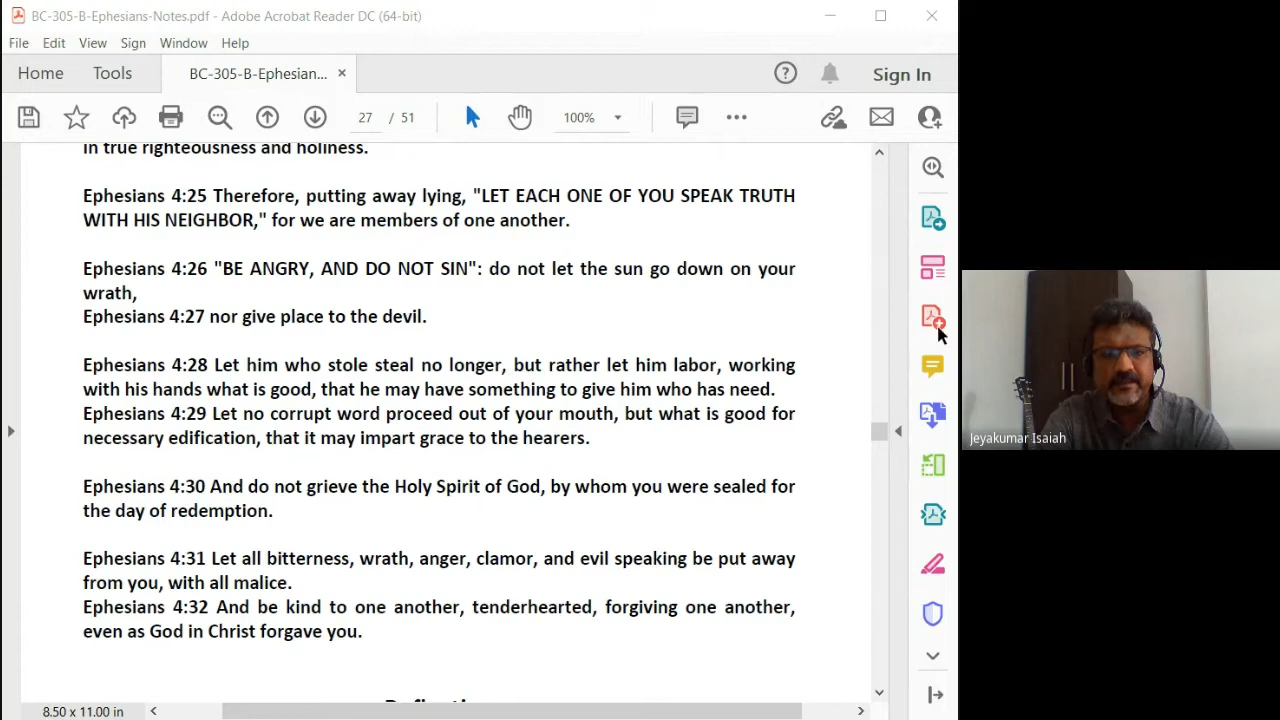 BC-305-B-Ephesians-Notes.pdf - Adobe Acrobat Reader DC (64-bit)
File Edit View Sign Window Help
Home Tools BC-305-B-Ephesian... × Sign In
27 / 51 100%
in true righteousness and holiness.
Ephesians 4:25 Therefore, putting away lying, "LET EACH ONE OF YOU SPEAK TRUTH
WITH HIS NEIGHBOR," for we are members of one another.
Ephesians 4:26 "BE ANGRY, AND DO NOT SIN": do not let the sun go down on your
wrath,
Ephesians 4:27 nor give place to the devil.
Ephesians 4:28 Let him who stole steal no longer, but rather let him labor, working
with his hands what is good, that he may have something to give him who has need.
Ephesians 4:29 Let no corrupt word proceed out of your mouth, but what is good for
necessary edification, that it may impart grace to the hearers.
Ephesians 4:30 And do not grieve the Holy Spirit of God, by whom you were sealed for
the day of redemption.
Ephesians 4:31 Let all bitterness, wrath, anger, clamor, and evil speaking be put away
from you, with all malice.
Ephesians 4:32 And be kind to one another, tenderhearted, forgiving one another,
even as God in Christ forgave you.
8.50 x 11.00 in
Jeyakumar Isaiah